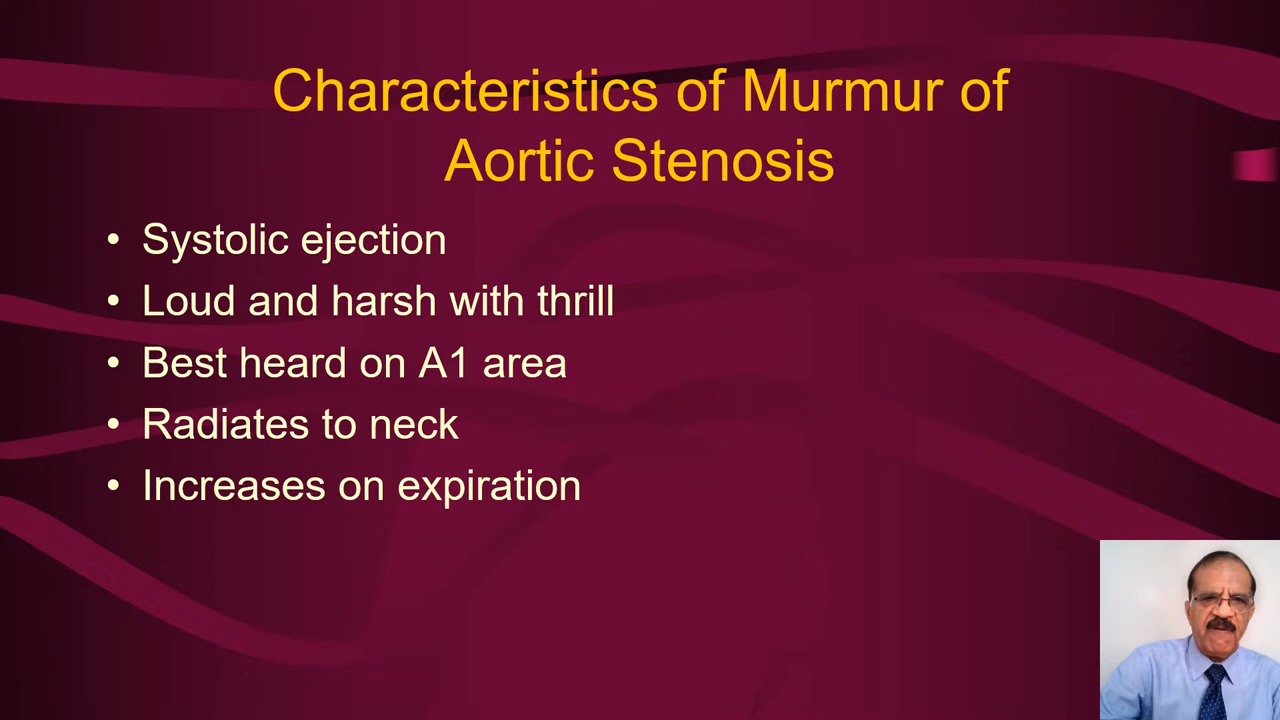 Characteristics of Murmur of
Aortic Stenosis
• Systolic ejection
• Loud and harsh with thrill
• Best heard on A1 area
• Radiates to neck
• Increases on expiration